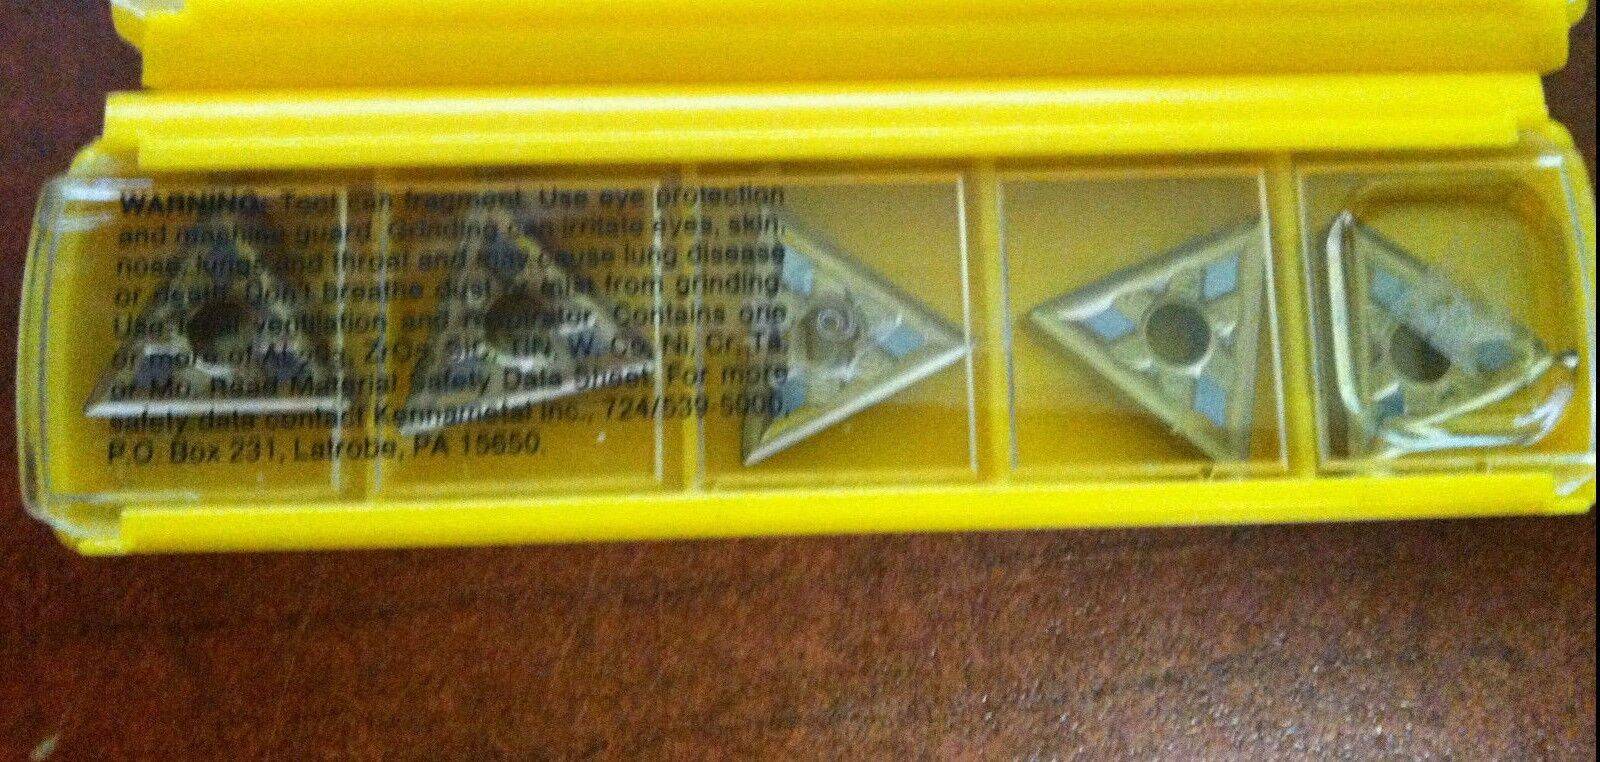 WARNING: Tool can fragment. Use eye protection
and machine guard. Grinding can irritate eyes, skin,
nose, lungs and throat and may cause lung disease
or death. Don't breathe dust or mist from grinding.
Use ventilation and respirator. Contains one
or more of Al₂O₃, ZrO₂, SiC, TiN, W, Co, Ni, Cr, Ta,
or Mo. Read Material Safety Data Sheet. For more
safety data contact Kennametal Inc., 724/539-5000,
P.O. Box 231, Latrobe, PA 15650.